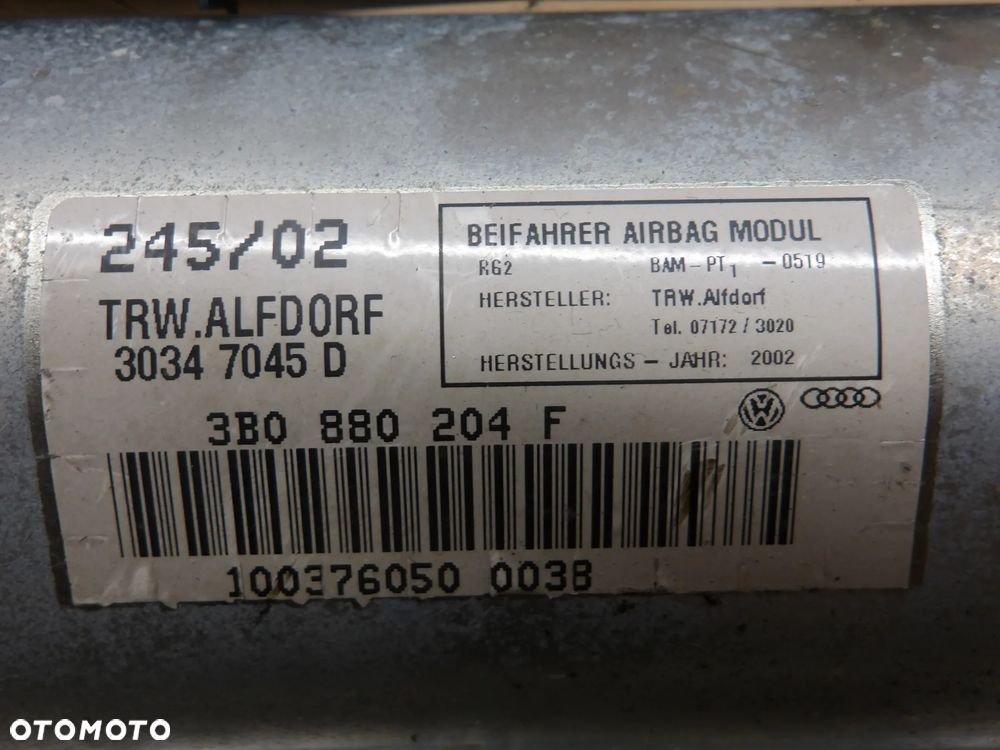 245/02
TRW.ALFDORF
3034 7045 D
BEIFAHRER AIRBAG MODUL
RG2 BAM-PT1-0519
HERSTELLER: TRW.Alfdorf
Tel. 07172/3020
HERSTELLUNGS-JAHR: 2002
3B0 880 204 F
100376050 0038
OTOMOTO